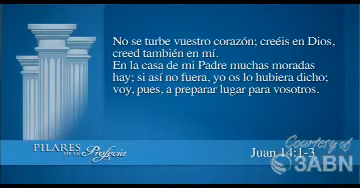 No se turbe vuestro corazón; creéis en Dios,
creed también en mí.
En la casa de mi Padre muchas moradas
hay; si así no fuera, yo os lo hubiera dicho;
voy, pues, a preparar lugar para vosotros.
PILARES
DE LA Profecía
Juan 14:1-3
Courtesy of
3ABN